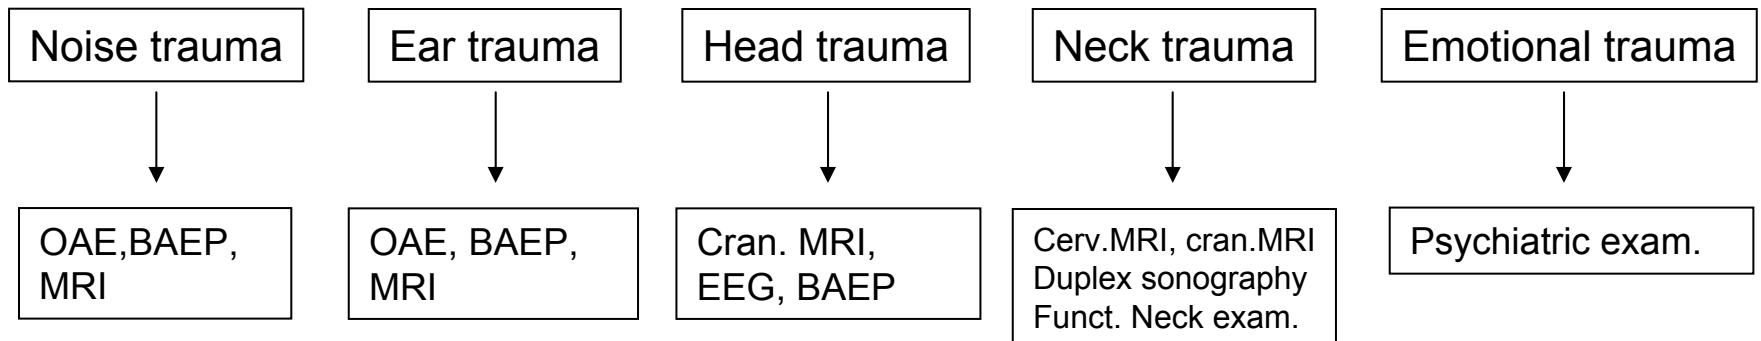 Noise trauma
Ear trauma
Head trauma
Neck trauma
Emotional trauma
OAE,BAEP,
MRI
OAE, BAEP,
MRI
Cran. MRI,
EEG, BAEP
Cerv.MRI, cran.MRI
Duplex sonography
Funct. Neck exam.
Psychiatric exam.